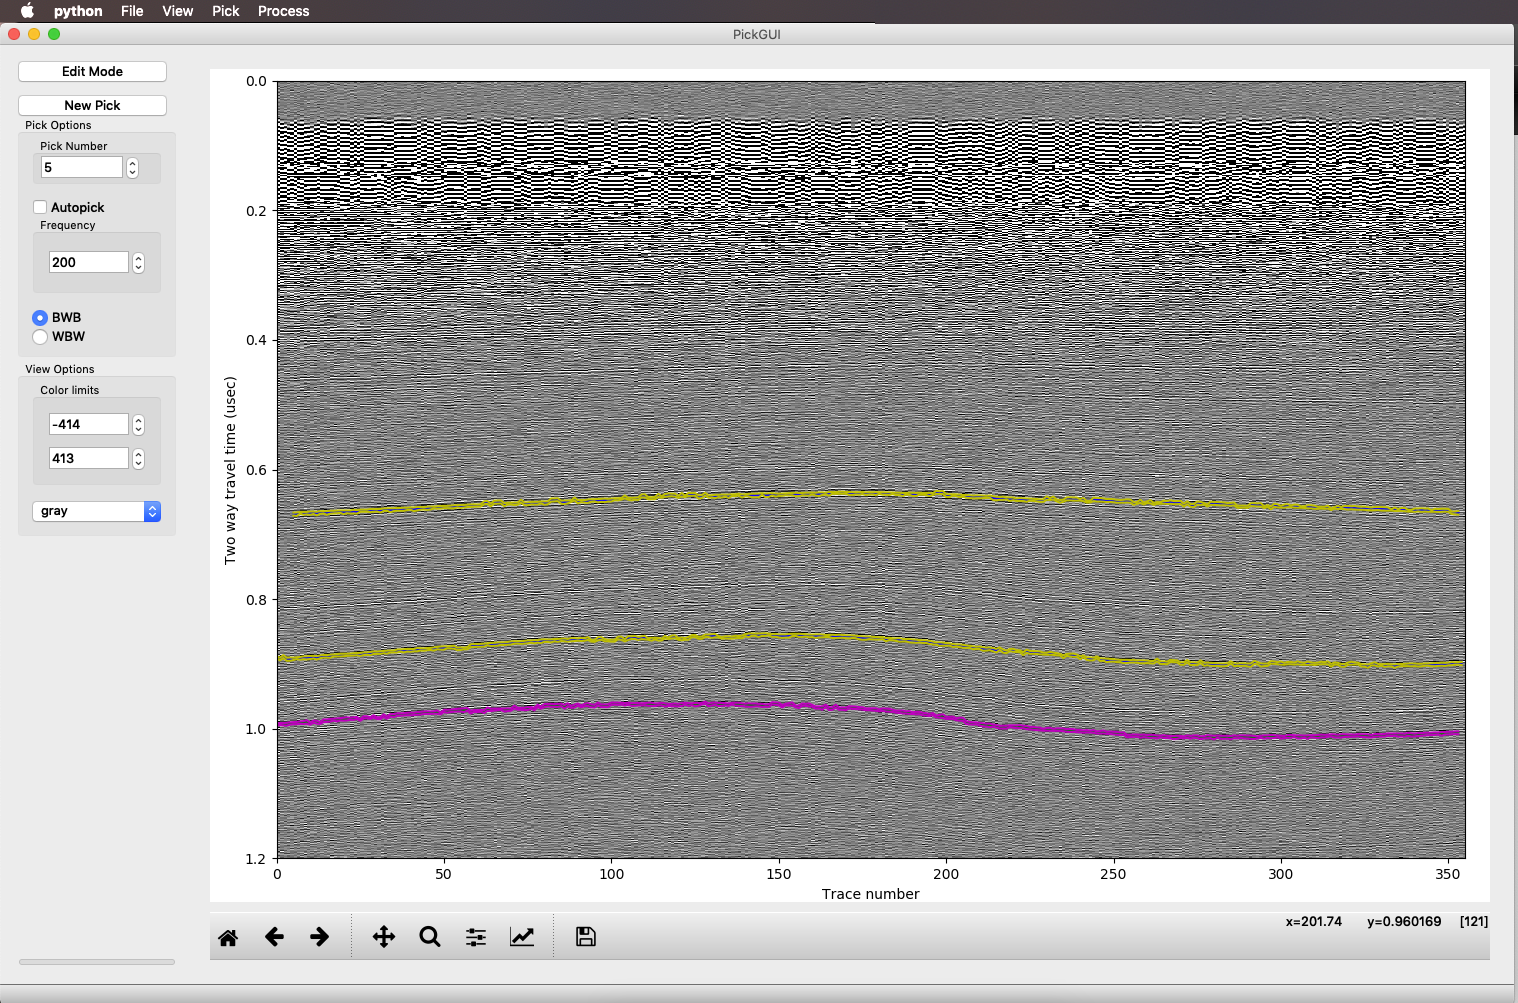 python File View Pick Process
PickGUI
Edit Mode
New Pick
Pick Options
Pick Number
5
Autopick
Frequency
200
BWB
WBW
View Options
Color limits
-414
413
gray
Two way travel time (usec)
0.0
0.2
0.4
0.6
0.8
1.0
1.2
0 50 100 150 200 250 300 350
Trace number
x=201.74 y=0.960169 [121]